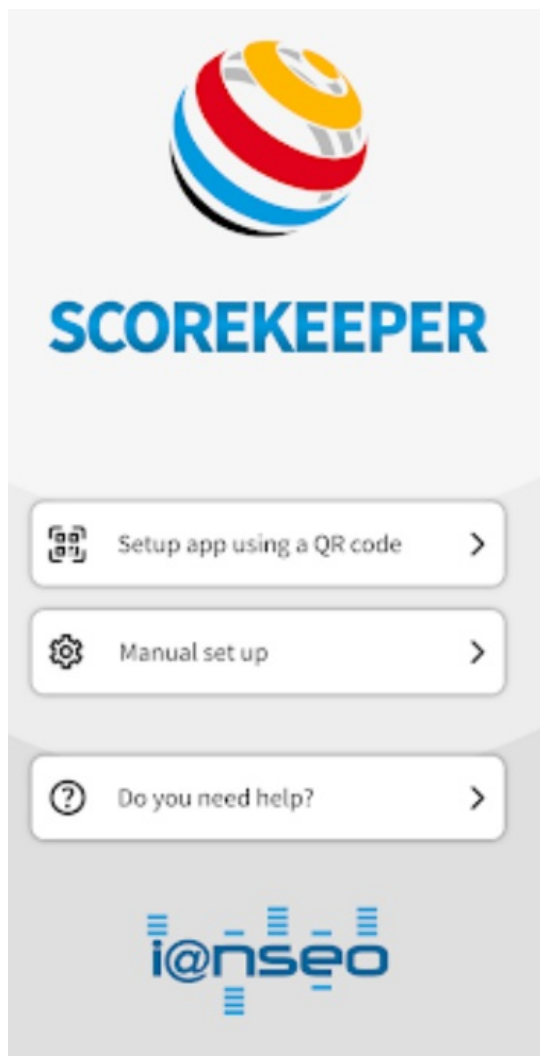 SCOREKEEPER
Setup app using a QR code
Manual set up
Do you need help?
i@nseo